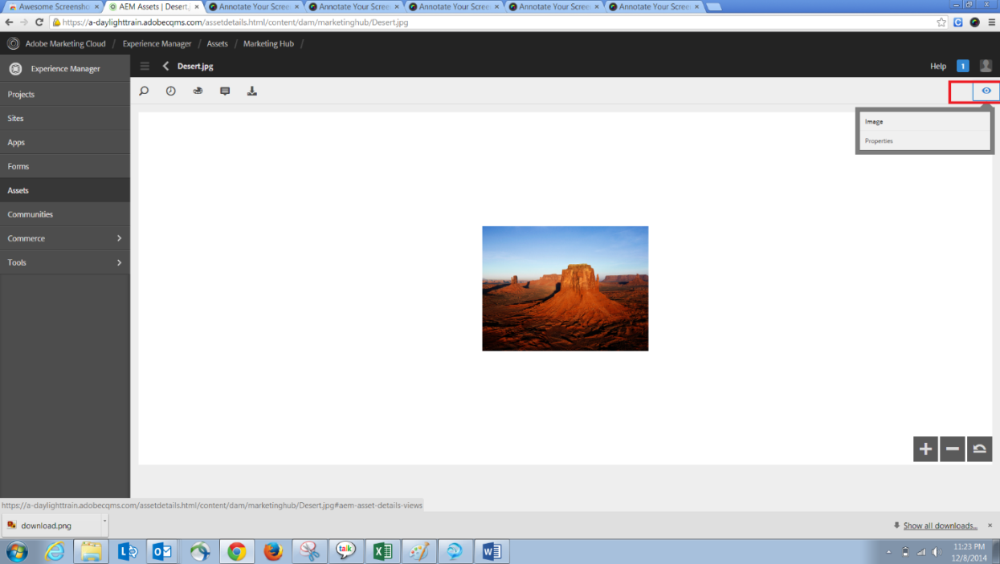 Awesome Screensho × AEM Assets | Desert.j × Annotate Your Scree × Annotate Your Scree × Annotate Your Scree × Annotate Your Scree × Annotate Your Scree ×
https://a-daylighttrain.adobecqms.com/assetdetails.html/content/dam/marketinghub/Desert.jpg
Adobe Marketing Cloud / Experience Manager / Assets / Marketing Hub /
Experience Manager
Desert.jpg
Help 1
Projects
Sites
Apps
Forms
Assets
Communities
Commerce
Tools
Image
Properties
https://a-daylighttrain.adobecqms.com/assetdetails.html/content/dam/marketinghub/Desert.jpg#aem-asset-details-views
download.png
Show all downloads...
talk
11:23 PM
12/8/2014